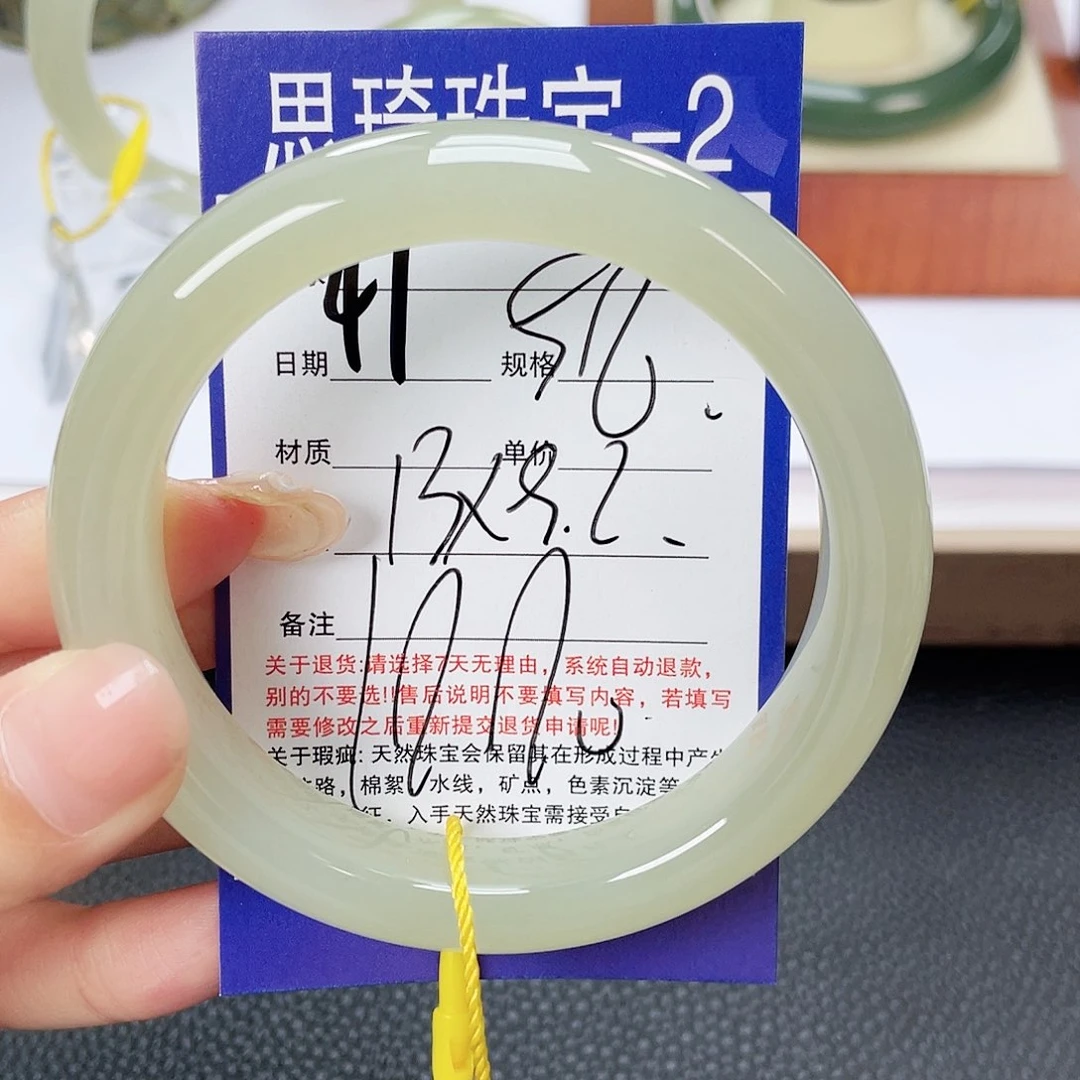 思琦珠宝-2
41
日期 规格
材质 单价
13x9.2
备注
关于退货:请选择7天无理由，系统自动退款，
别的不要选!!售后说明不要填写内容，若填写
需要修改之后重新提交退货申请呢!
关于瑕疵: 天然珠宝会保留其在形成过程中产生
路，棉絮，水线，矿点，色素沉淀等
征，入手天然珠宝需接受自